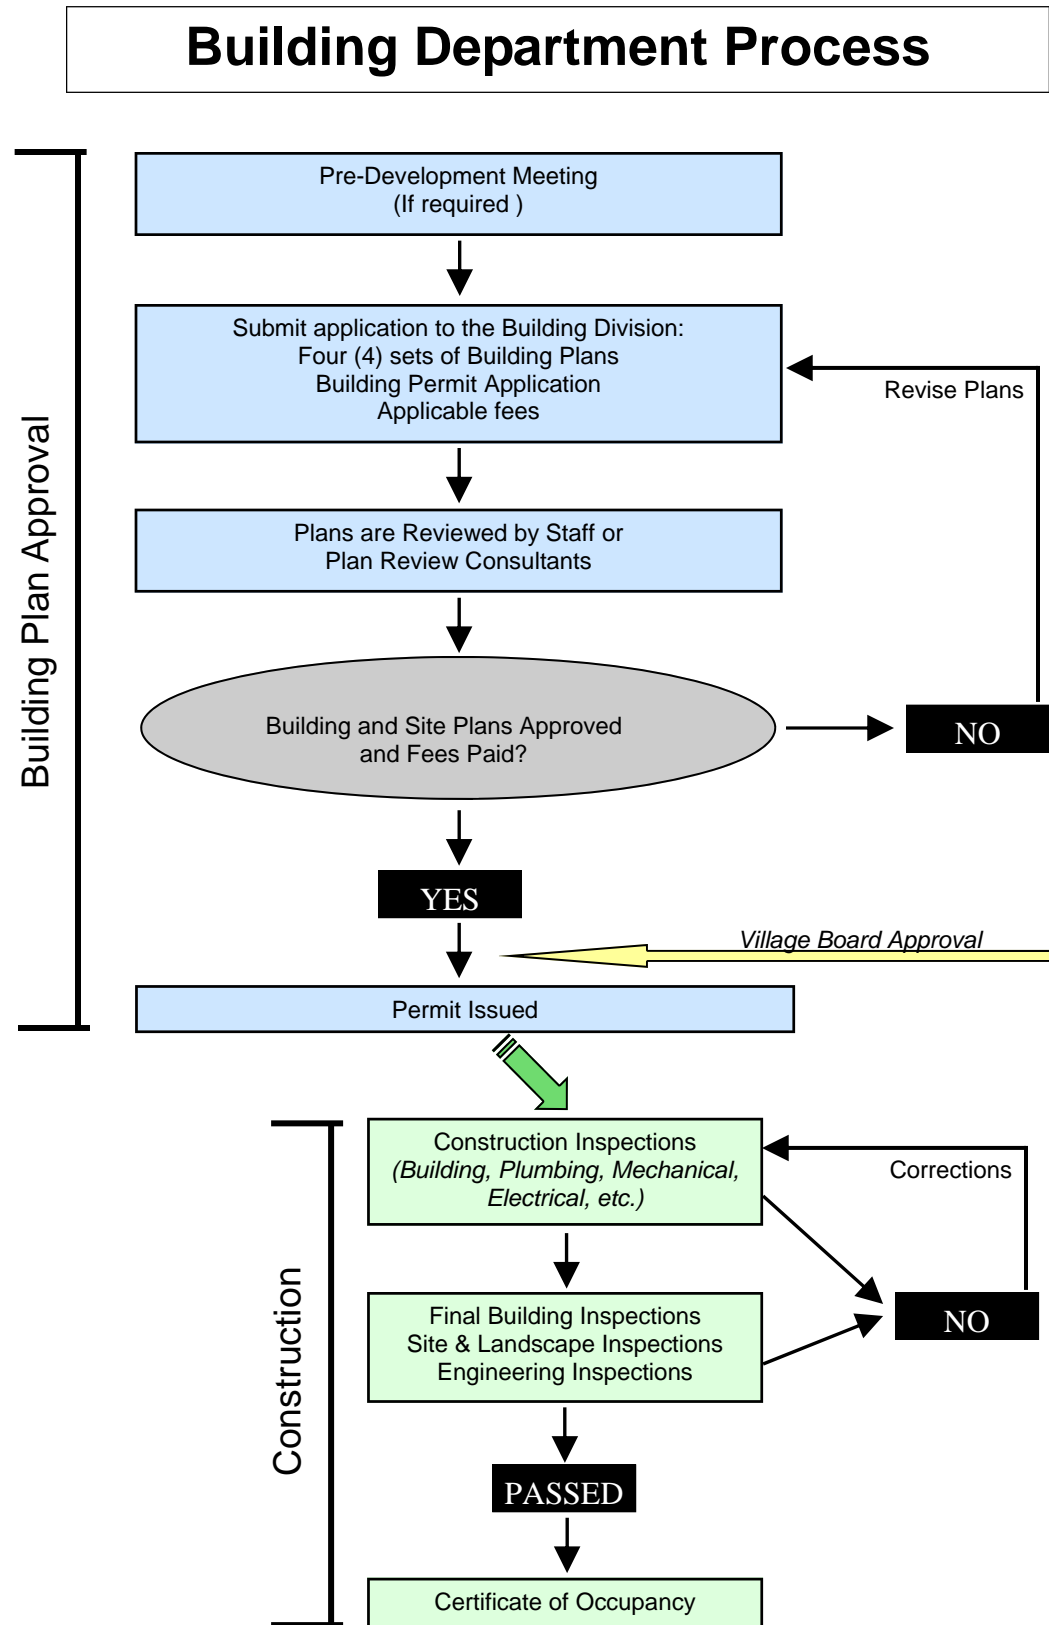 Building Department Process
Pre-Development Meeting
(If required )
Submit application to the Building Division:
Four (4) sets of Building Plans
Building Permit Application
Applicable fees
Revise Plans
Plans are Reviewed by Staff or
Plan Review Consultants
Building Plan Approval
Building and Site Plans Approved
and Fees Paid?
NO
YES
Village Board Approval
Permit Issued
Construction Inspections
(Building, Plumbing, Mechanical,
Electrical, etc.)
Corrections
Final Building Inspections
Site & Landscape Inspections
Engineering Inspections
NO
Construction
PASSED
Certificate of Occupancy